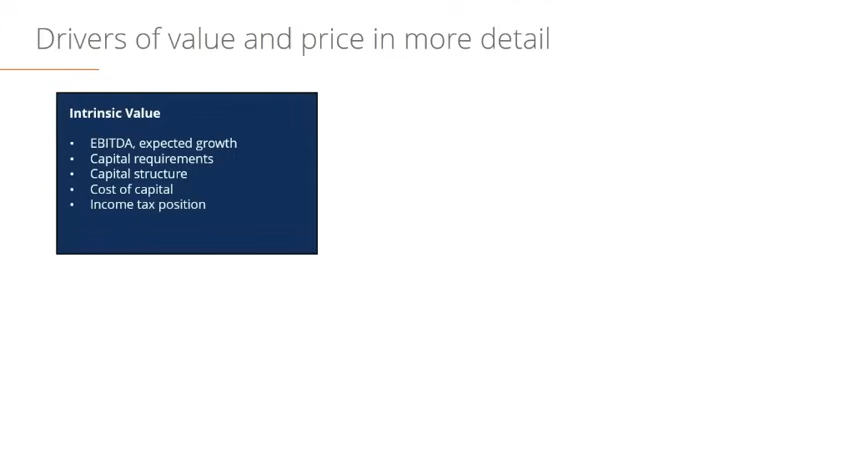 Drivers of value and price in more detail
Intrinsic Value
• EBITDA, expected growth
• Capital requirements
• Capital structure
• Cost of capital
• Income tax position